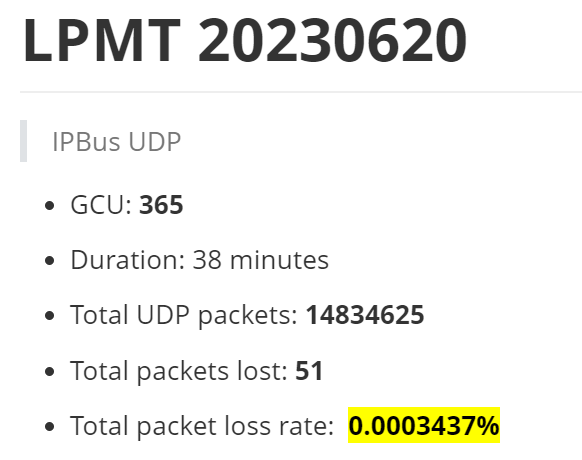 LPMT 20230620
IPBus UDP
GCU: 365
Duration: 38 minutes
Total UDP packets: 14834625
Total packets lost: 51
Total packet loss rate: 0.0003437%